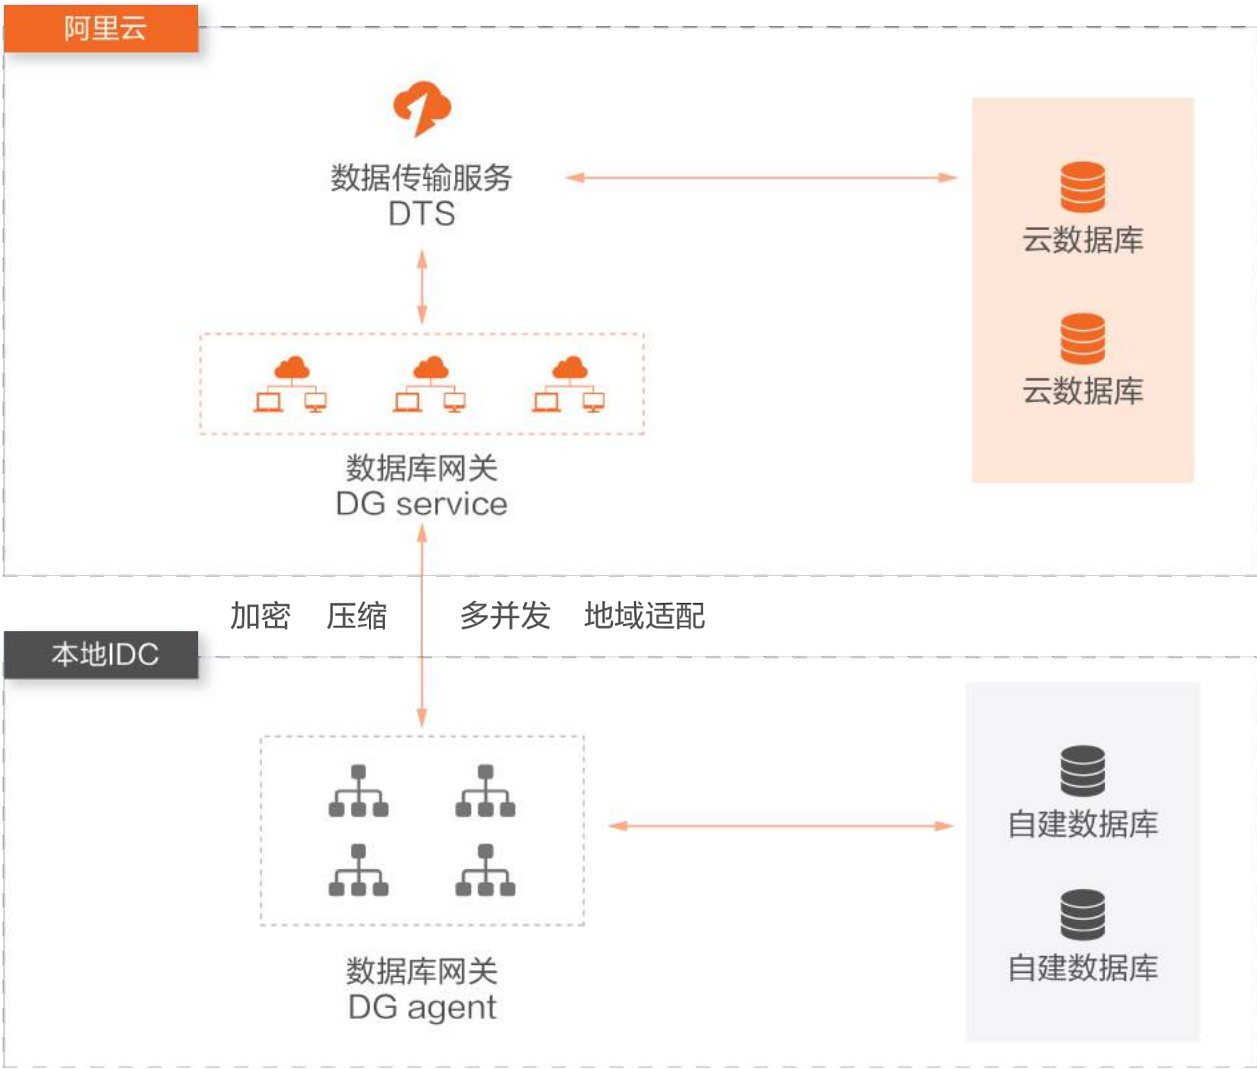 阿里云
数据传输服务
DTS
云数据库
云数据库
数据库网关
DG service
加密 压缩 多并发 地域适配
本地IDC
自建数据库
自建数据库
数据库网关
DG agent